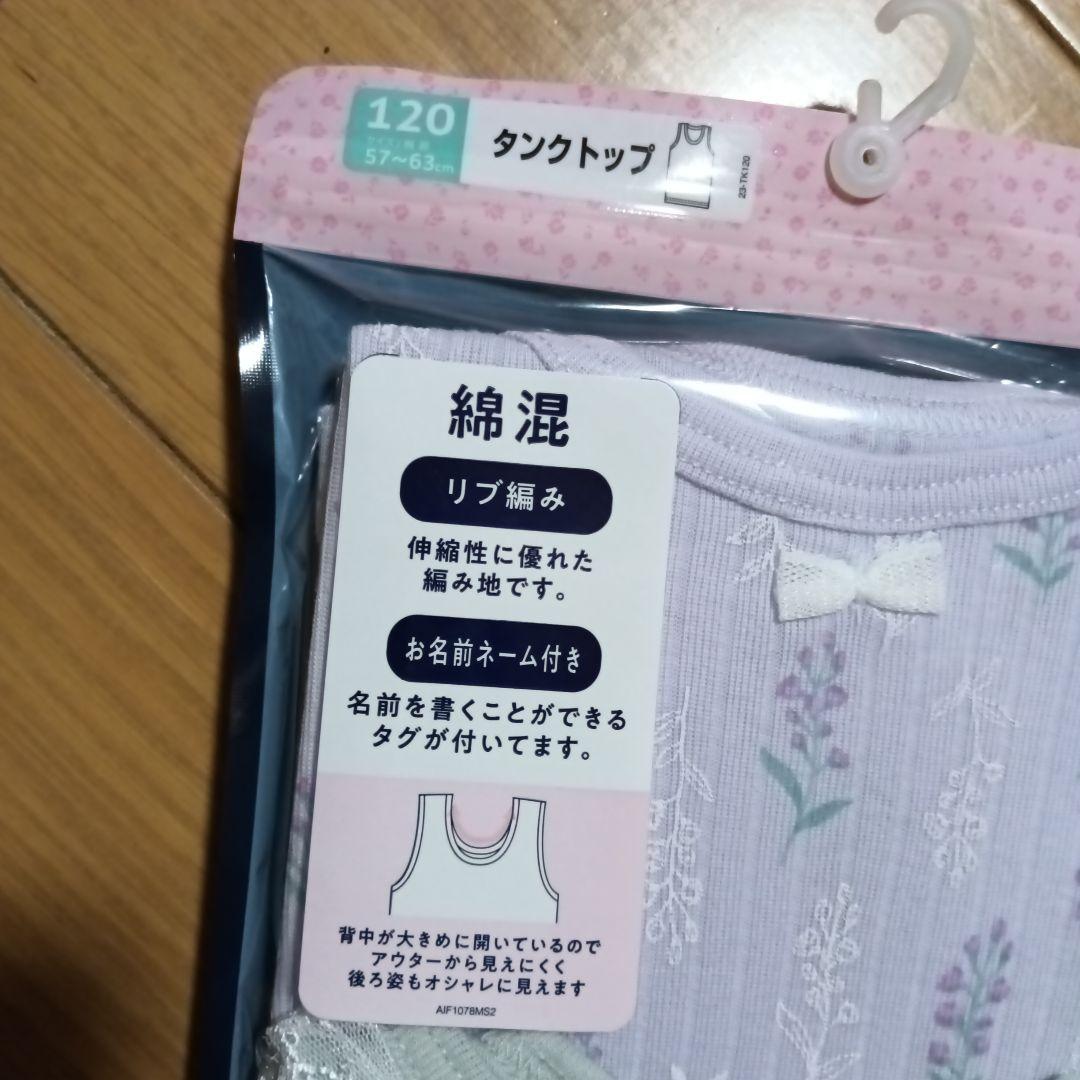 120
サイズ/胸囲
57~63cm
タンクトップ
23-TK120
綿混
リブ編み
伸縮性に優れた
編み地です。
お名前ネーム付き
名前を書くことができる
タグが付いてます。
背中が大きめに開いているので
アウターから見えにくく
後ろ姿もオシャレに見えます
AIF1078MS2